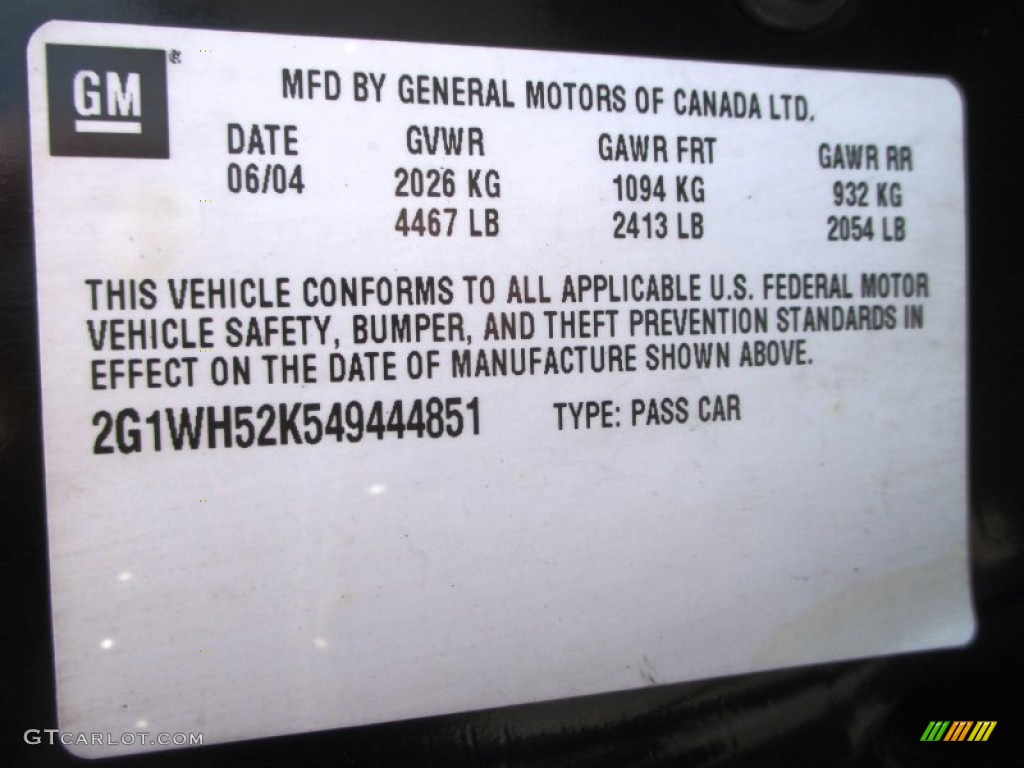 GM ®
MFD BY GENERAL MOTORS OF CANADA LTD.
DATE GVWR GAWR FRT GAWR RR
06/04 2026 KG 1094 KG 932 KG
4467 LB 2413 LB 2054 LB
THIS VEHICLE CONFORMS TO ALL APPLICABLE U.S. FEDERAL MOTOR
VEHICLE SAFETY, BUMPER, AND THEFT PREVENTION STANDARDS IN
EFFECT ON THE DATE OF MANUFACTURE SHOWN ABOVE.
2G1WH52K549444851 TYPE: PASS CAR
GTCARLOT.COM